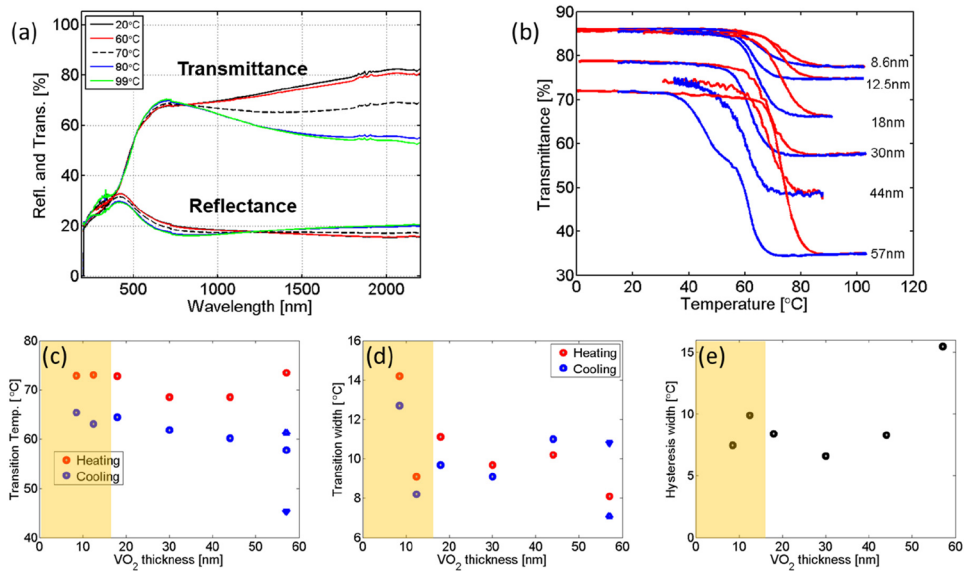 (a)
20°C
60°C
70°C
80°C
99°C
Transmittance
Reflectance
Refl. and Trans. [%]
100
80
60
40
20
0
500
1000
1500
2000
Wavelength [nm]
(b)
Transmittance [%]
90
80
70
60
50
40
30
0
20
40
60
80
100
120
Temperature [°C]
8.6nm
12.5nm
18nm
30nm
44nm
57nm
(c)
Transition Temp. [°C]
80
70
60
50
40
Heating
Cooling
0
10
20
30
40
50
60
VO₂ thickness [nm]
(d)
Transition width [°C]
16
14
12
10
8
6
Heating
Cooling
0
10
20
30
40
50
60
VO₂ thickness [nm]
(e)
Hysteresis width [°C]
15
10
5
0
0
10
20
30
40
50
60
VO₂ thickness [nm]